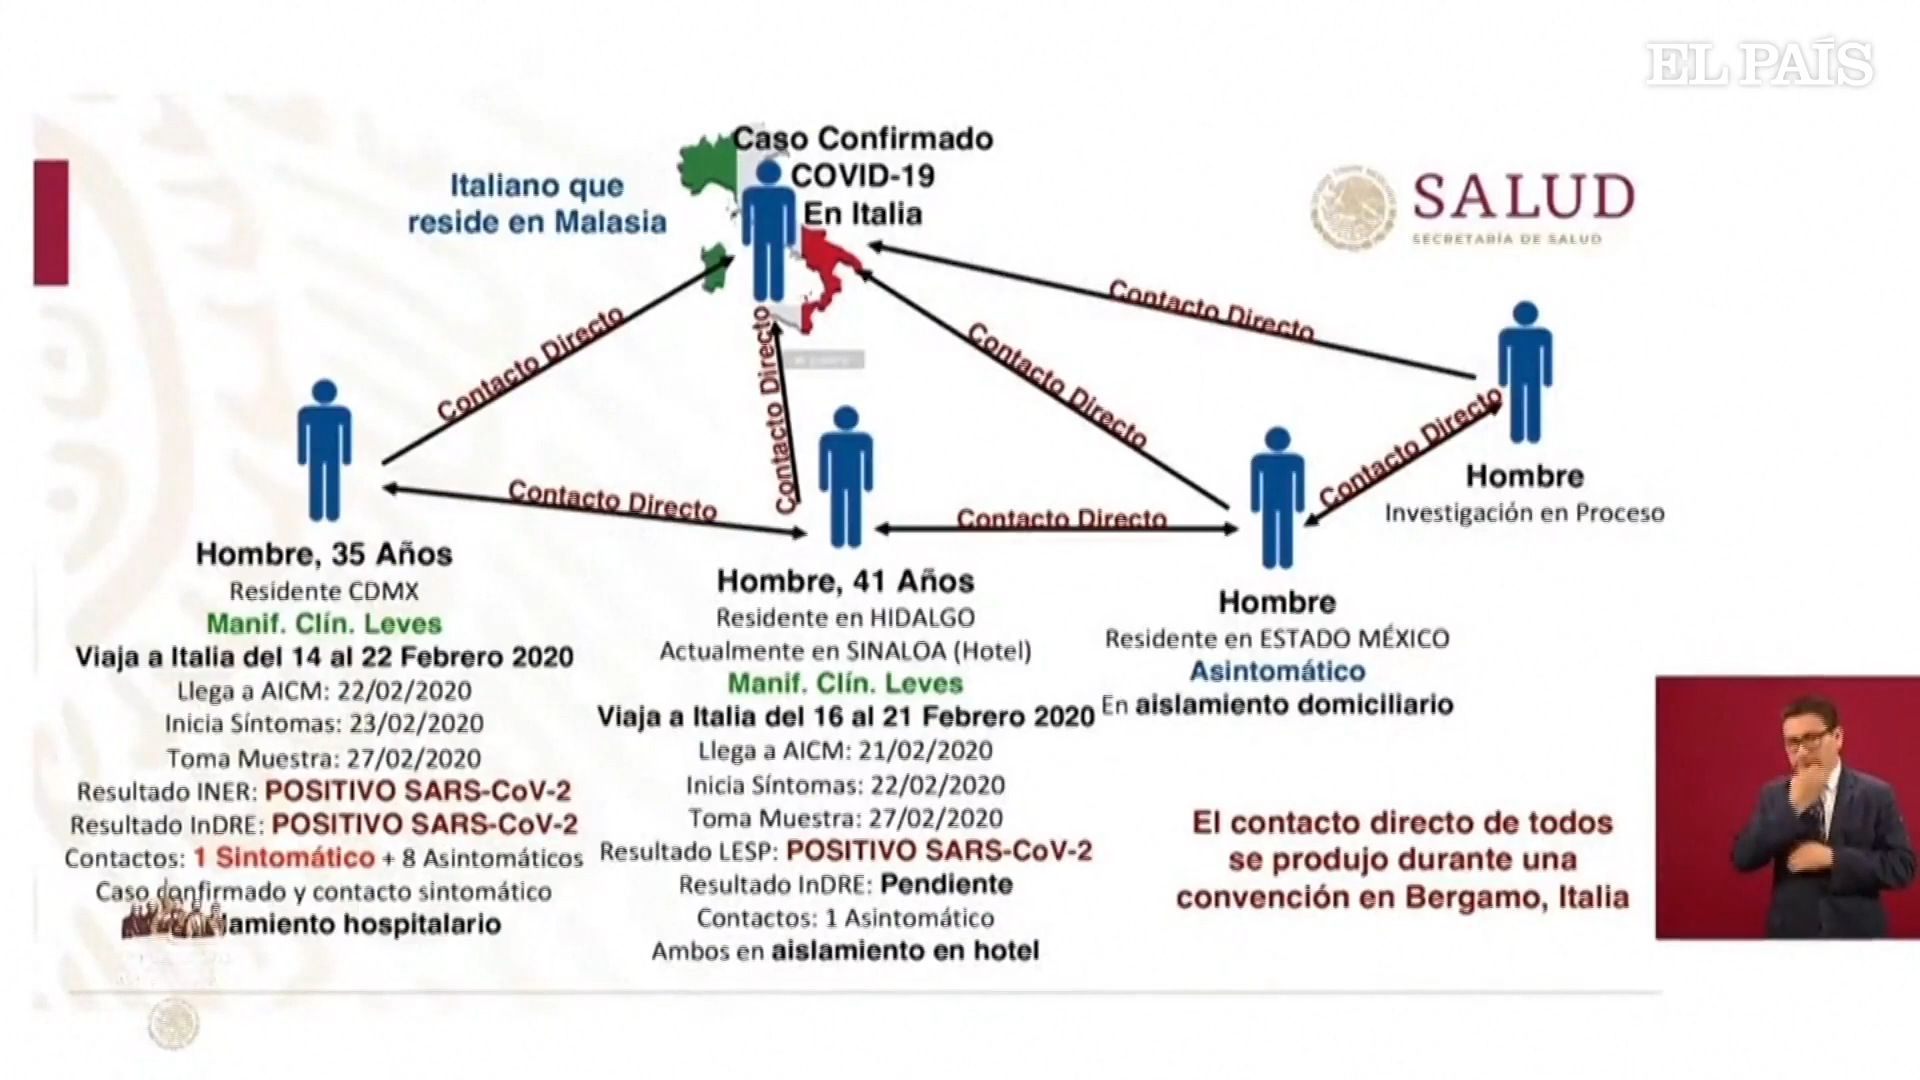 EL PAÍS
Caso Confirmado
COVID-19
En Italia
Italiano que
reside en Malasia
SALUD
SECRETARÍA DE SALUD
Contacto Directo
Contacto Directo
Contacto Directo
Contacto Directo
Contacto Directo
Contacto Directo
Contacto Directo
Hombre, 35 Años
Residente CDMX
Manif. Clín. Leves
Viaja a Italia del 14 al 22 Febrero 2020
Llega a AICM: 22/02/2020
Inicia Síntomas: 23/02/2020
Toma Muestra: 27/02/2020
Resultado INER: POSITIVO SARS-CoV-2
Resultado InDRE: POSITIVO SARS-CoV-2
Contactos: 1 Sintomático + 8 Asintomáticos
Caso confirmado y contacto sintomático
lamiento hospitalario
Hombre, 41 Años
Residente en HIDALGO
Actualmente en SINALOA (Hotel)
Manif. Clín. Leves
Viaja a Italia del 16 al 21 Febrero 2020
Llega a AICM: 21/02/2020
Inicia Síntomas: 22/02/2020
Toma Muestra: 27/02/2020
Resultado LESP: POSITIVO SARS-CoV-2
Resultado InDRE: Pendiente
Contactos: 1 Asintomático
Ambos en aislamiento en hotel
Hombre
Residente en ESTADO MÉXICO
Asintomático
En aislamiento domiciliario
Hombre
Investigación en Proceso
El contacto directo de todos
se produjo durante una
convención en Bergamo, Italia